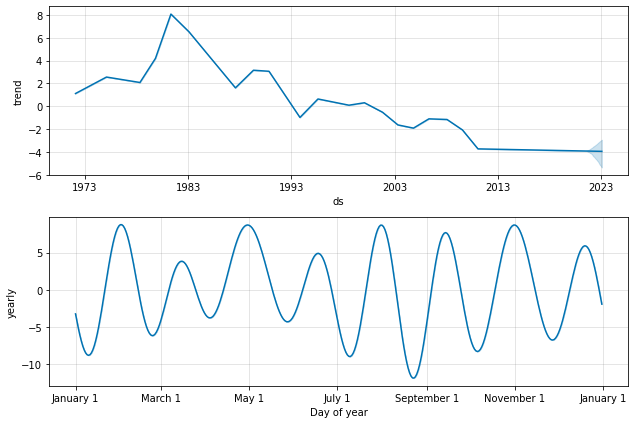 8
6
4
2
0
−2
−4
−6
trend
1973 1983 1993 2003 2013 2023
ds
5
0
−5
−10
yearly
January 1 March 1 May 1 July 1 September 1 November 1 January 1
Day of year